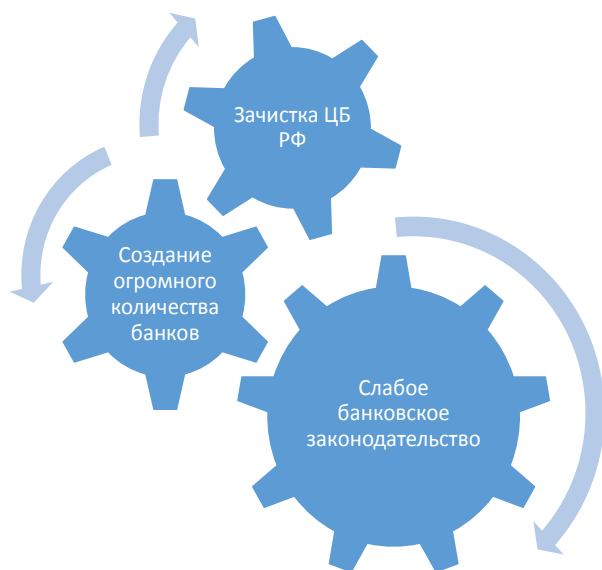 Зачистка ЦБ
РФ
Создание
огромного
количества
банков
Слабое
банковское
законодательство